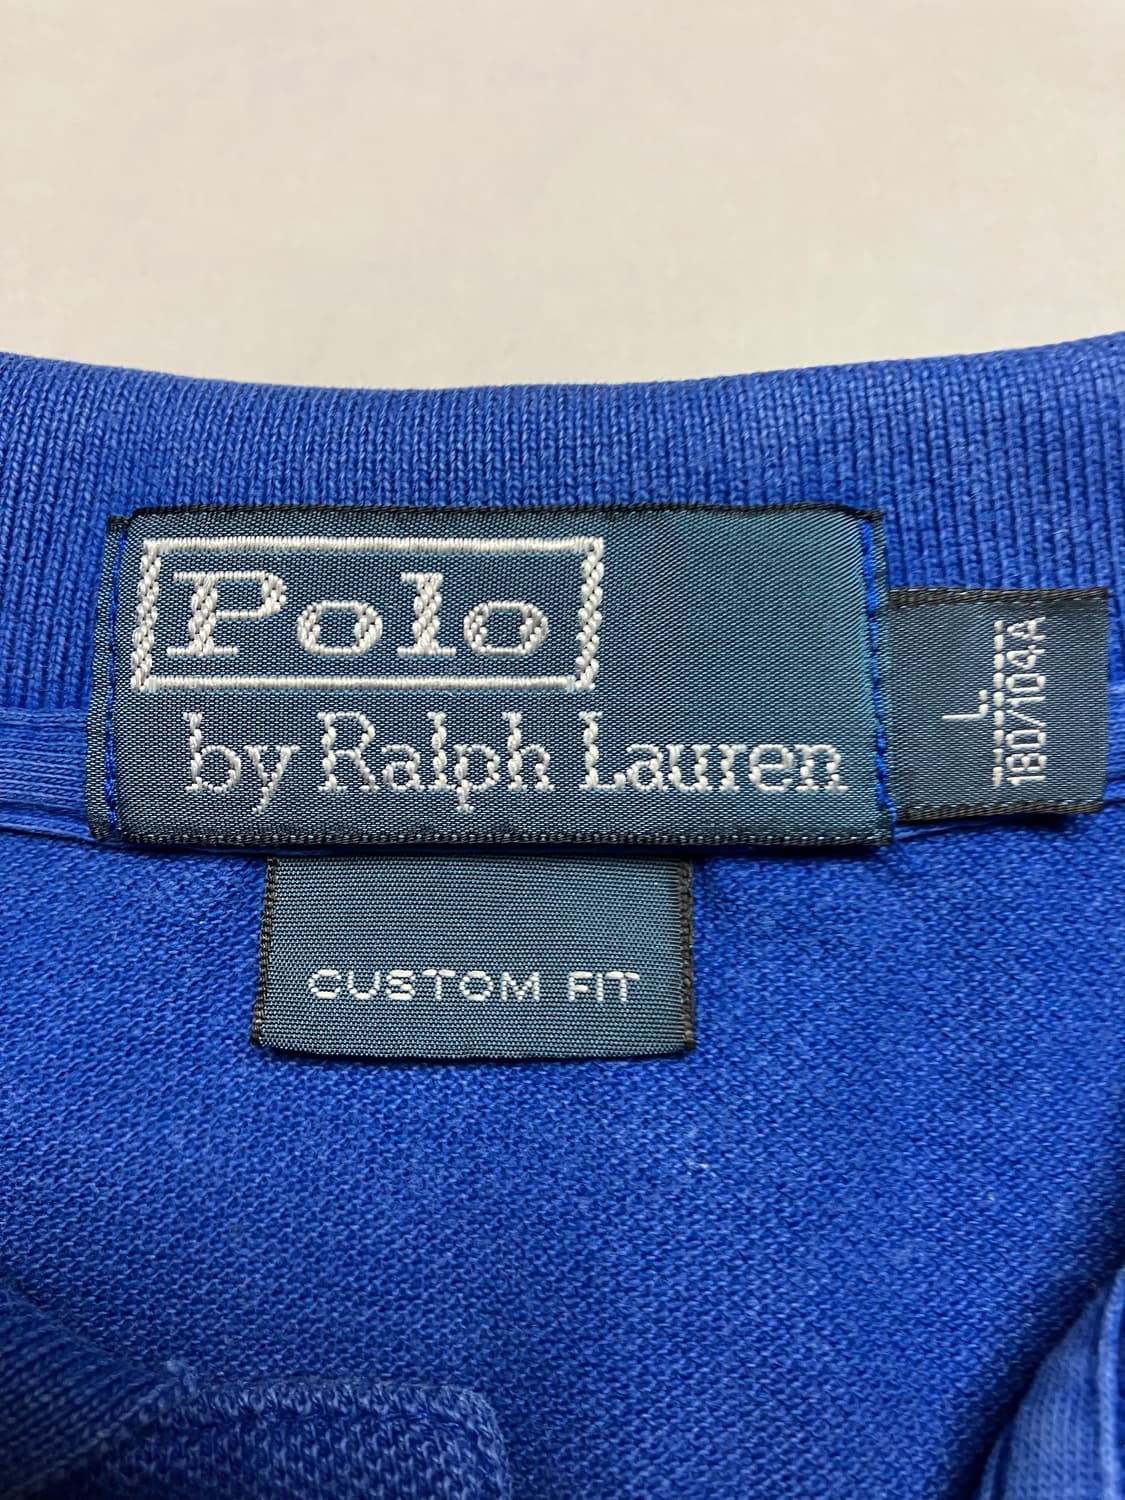 Polo
by Ralph Lauren
L
180/104A
CUSTOM FIT